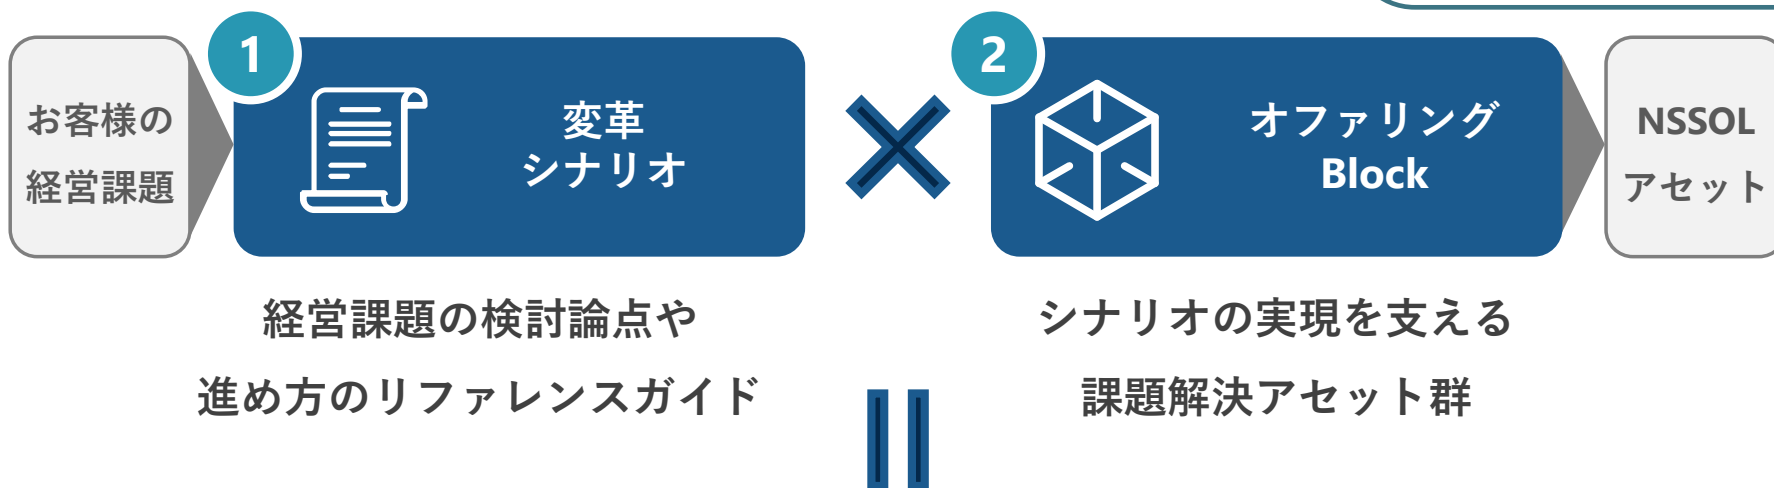 お客様の
経営課題
1
変革
シナリオ
2
オファリング
Block
NSSOL
アセット
経営課題の検討論点や
進め方のリファレンスガイド
シナリオの実現を支える
課題解決アセット群